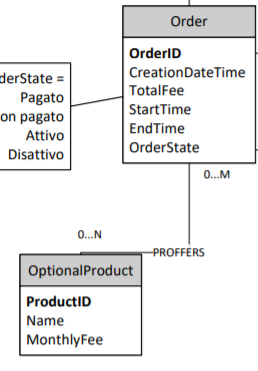 Order
OrderID
CreationDateTime
TotalFee
StartTime
EndTime
OrderState
derState =
Pagato
on pagato
Attivo
Disattivo
0...M
0...N
PROFFERS
OptionalProduct
ProductID
Name
MonthlyFee